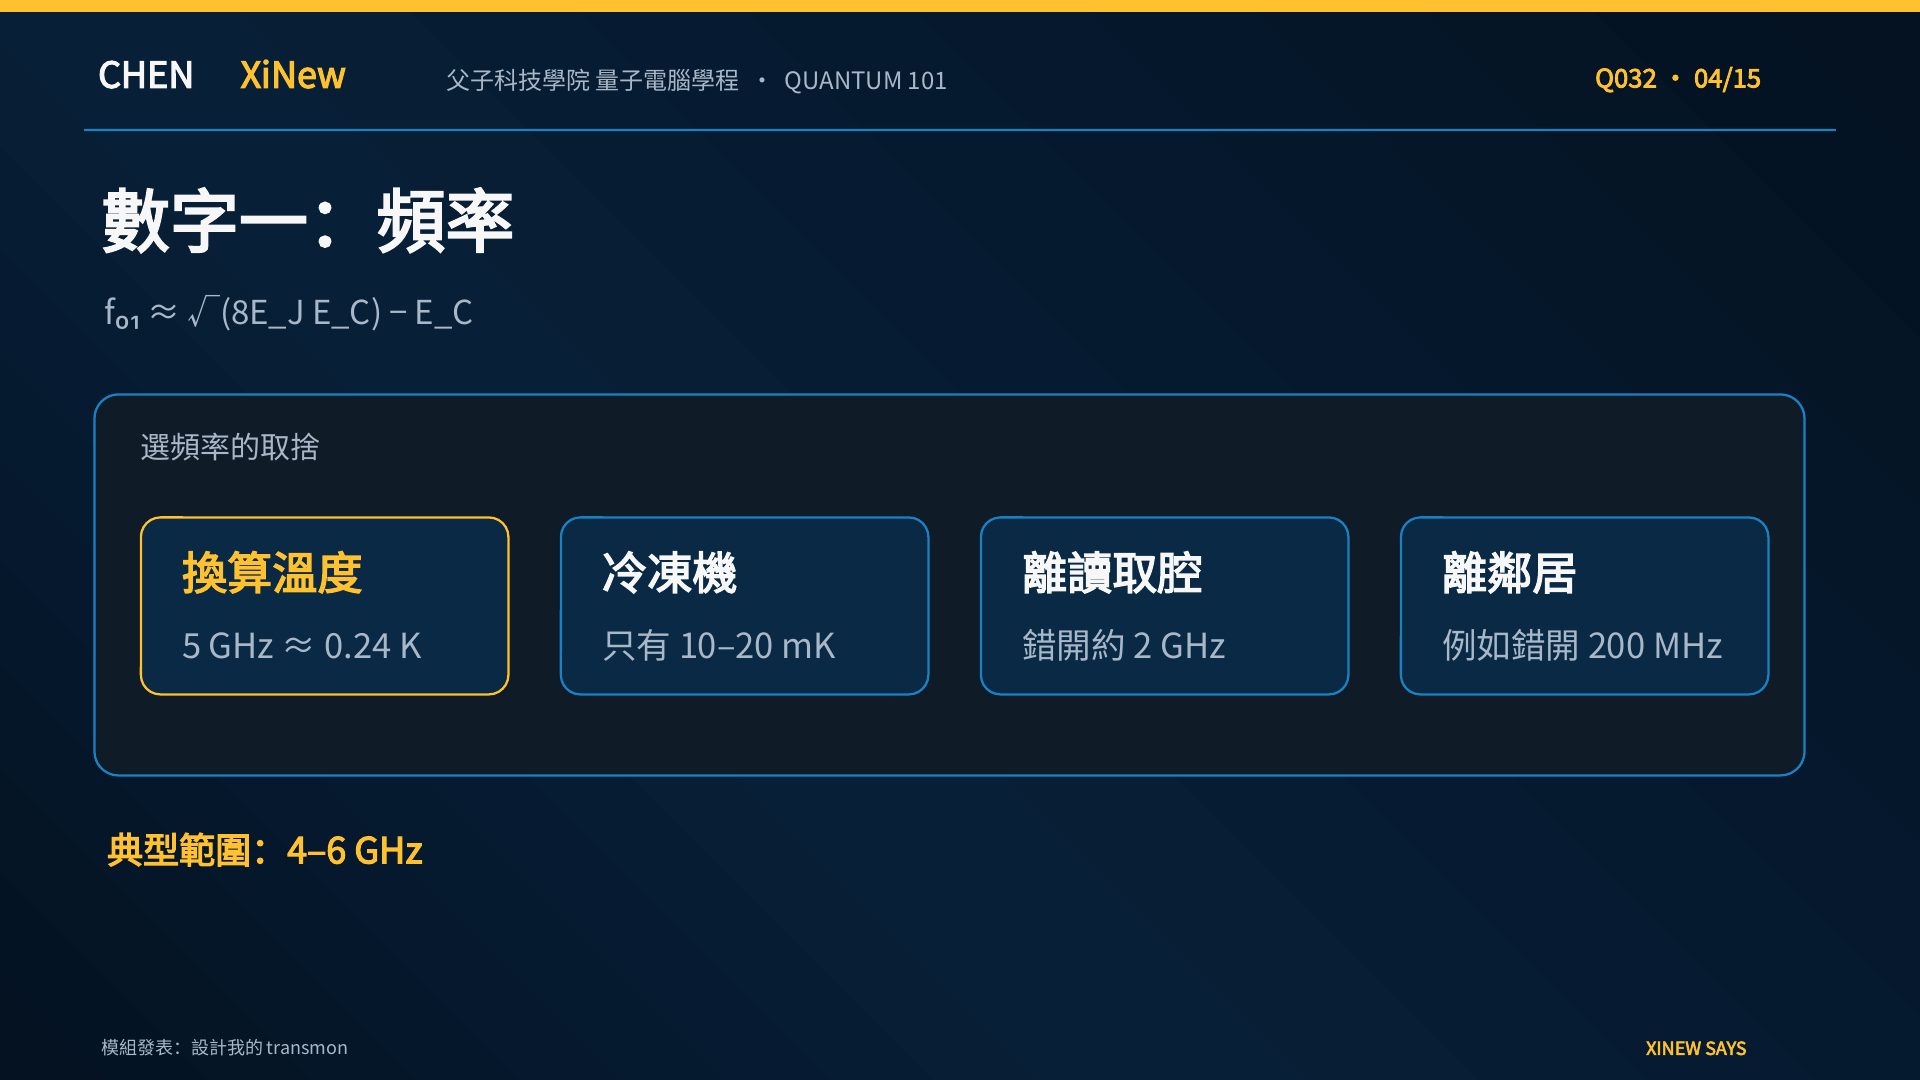 CHEN XiNew 父子科技學院 量子電腦學程 · QUANTUM 101 Q032 · 04/15
數字一：頻率
f₀₁ ≈ √(8E_J E_C) − E_C
選頻率的取捨
換算溫度
5 GHz ≈ 0.24 K
冷凍機
只有 10–20 mK
離讀取腔
錯開約 2 GHz
離鄰居
例如錯開 200 MHz
典型範圍：4–6 GHz
模組發表：設計我的 transmon
XINEW SAYS